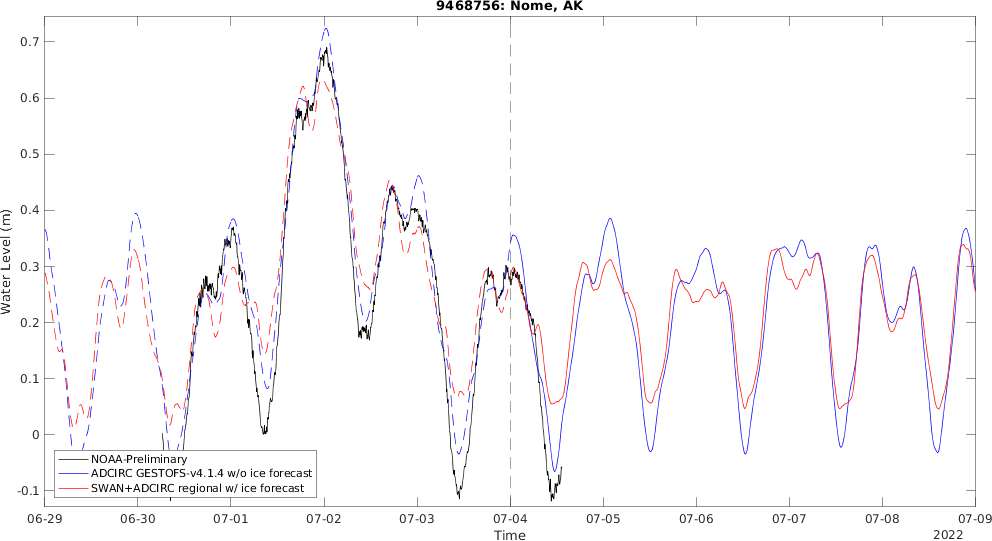 9468756: Nome, AK
Water Level (m)
0.7
0.6
0.5
0.4
0.3
0.2
0.1
0
-0.1
NOAA-Preliminary
ADCIRC GESTOFS-v4.1.4 w/o ice forecast
SWAN+ADCIRC regional w/ ice forecast
06-29 06-30 07-01 07-02 07-03 07-04 07-05 07-06 07-07 07-08 07-09
Time
2022